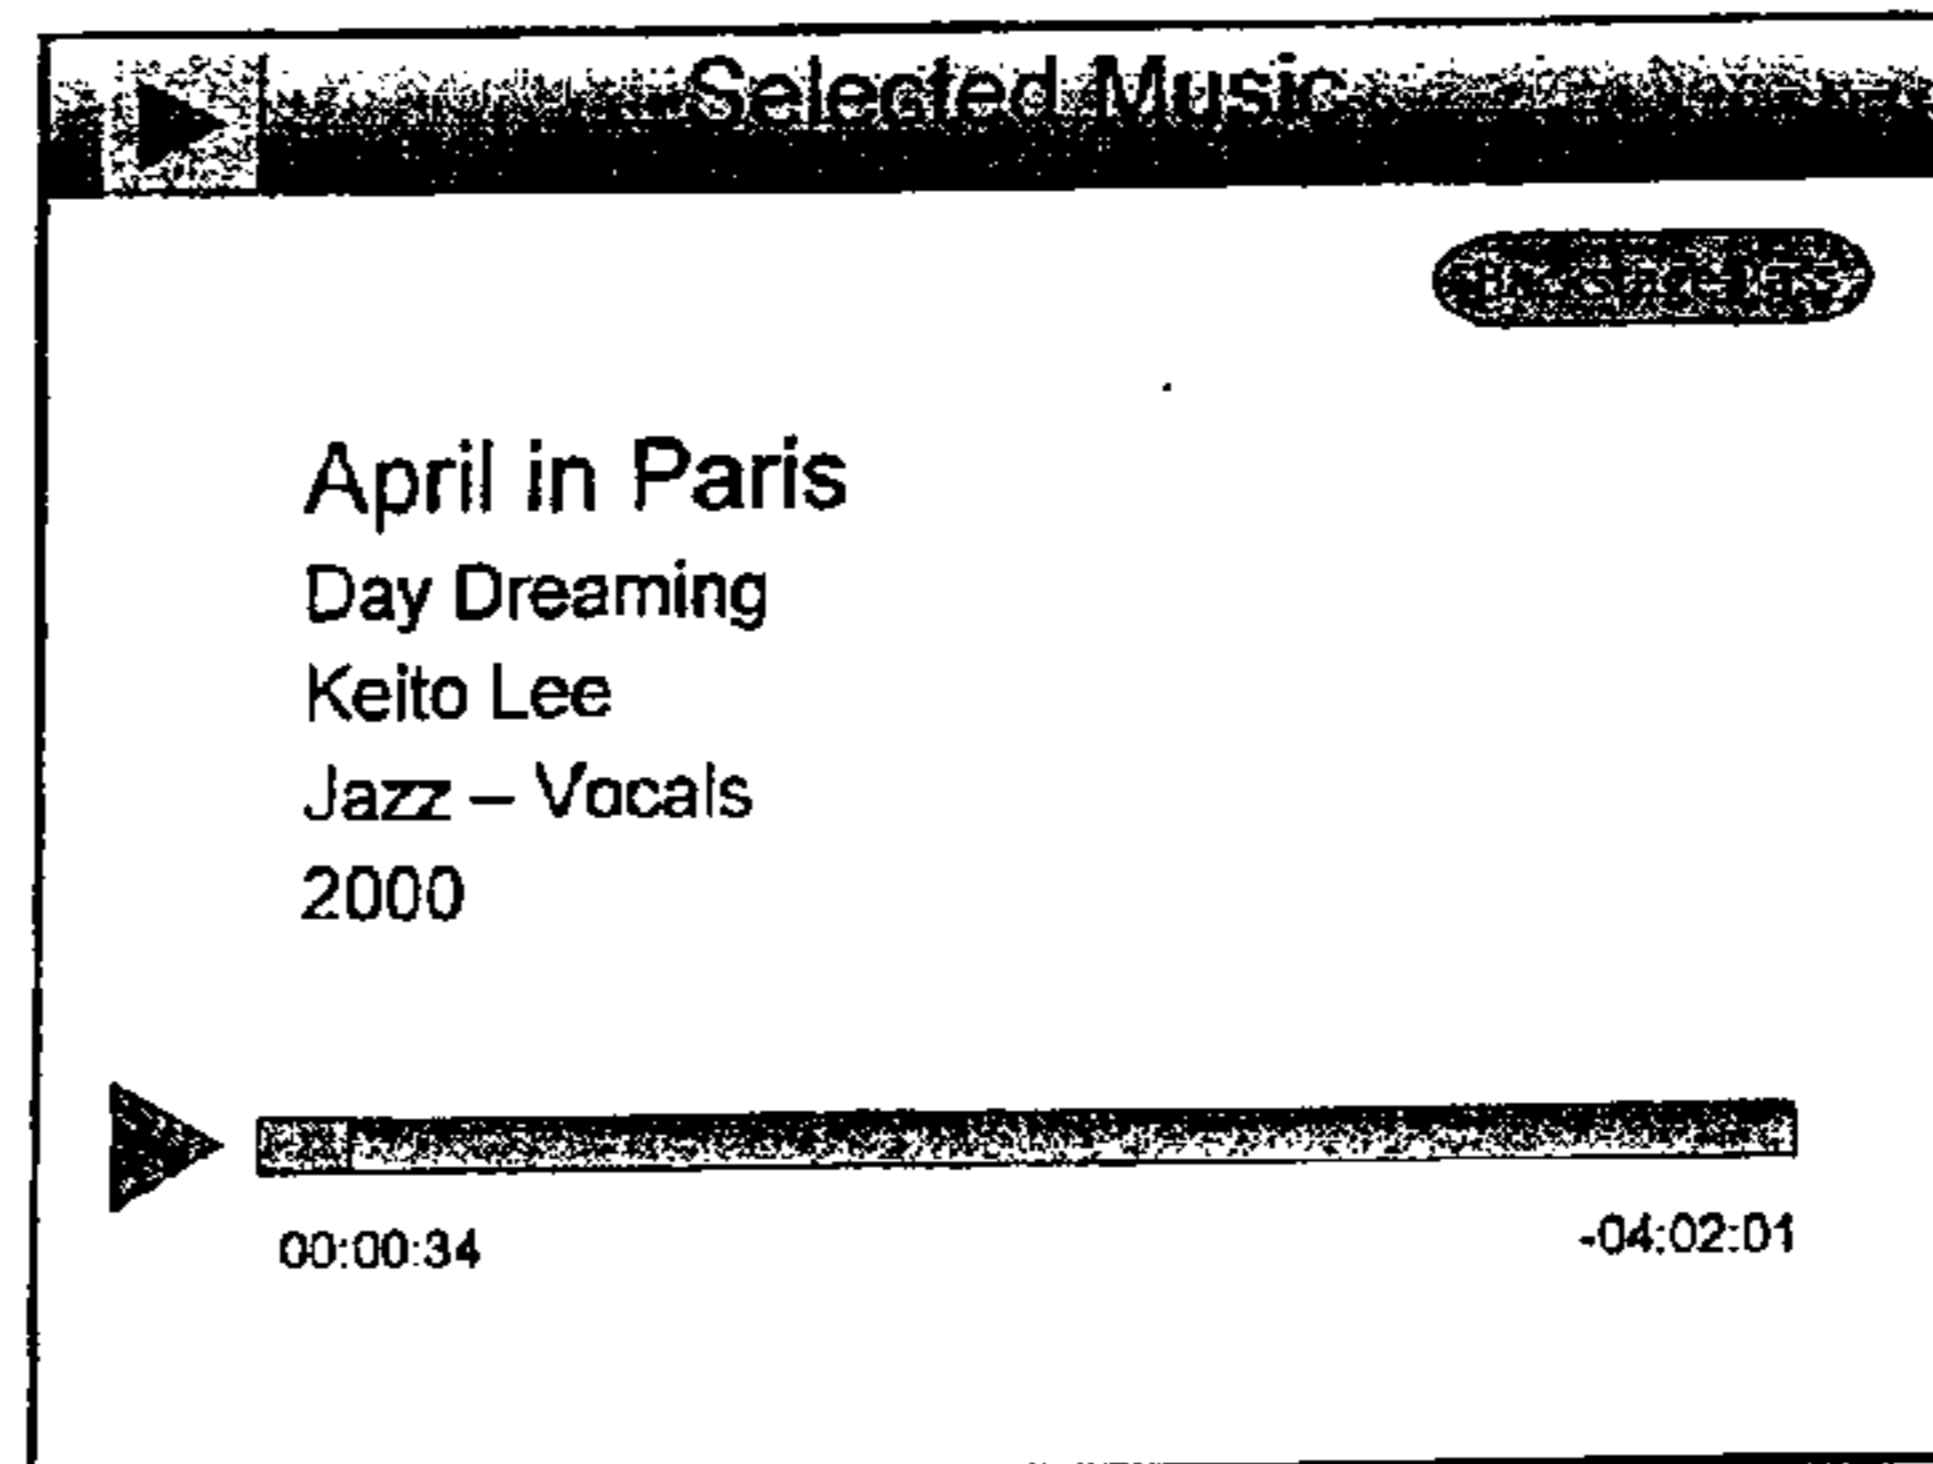 Selected Music
April in Paris
Day Dreaming
Keito Lee
Jazz – Vocals
2000
00:00:34
-04:02:01